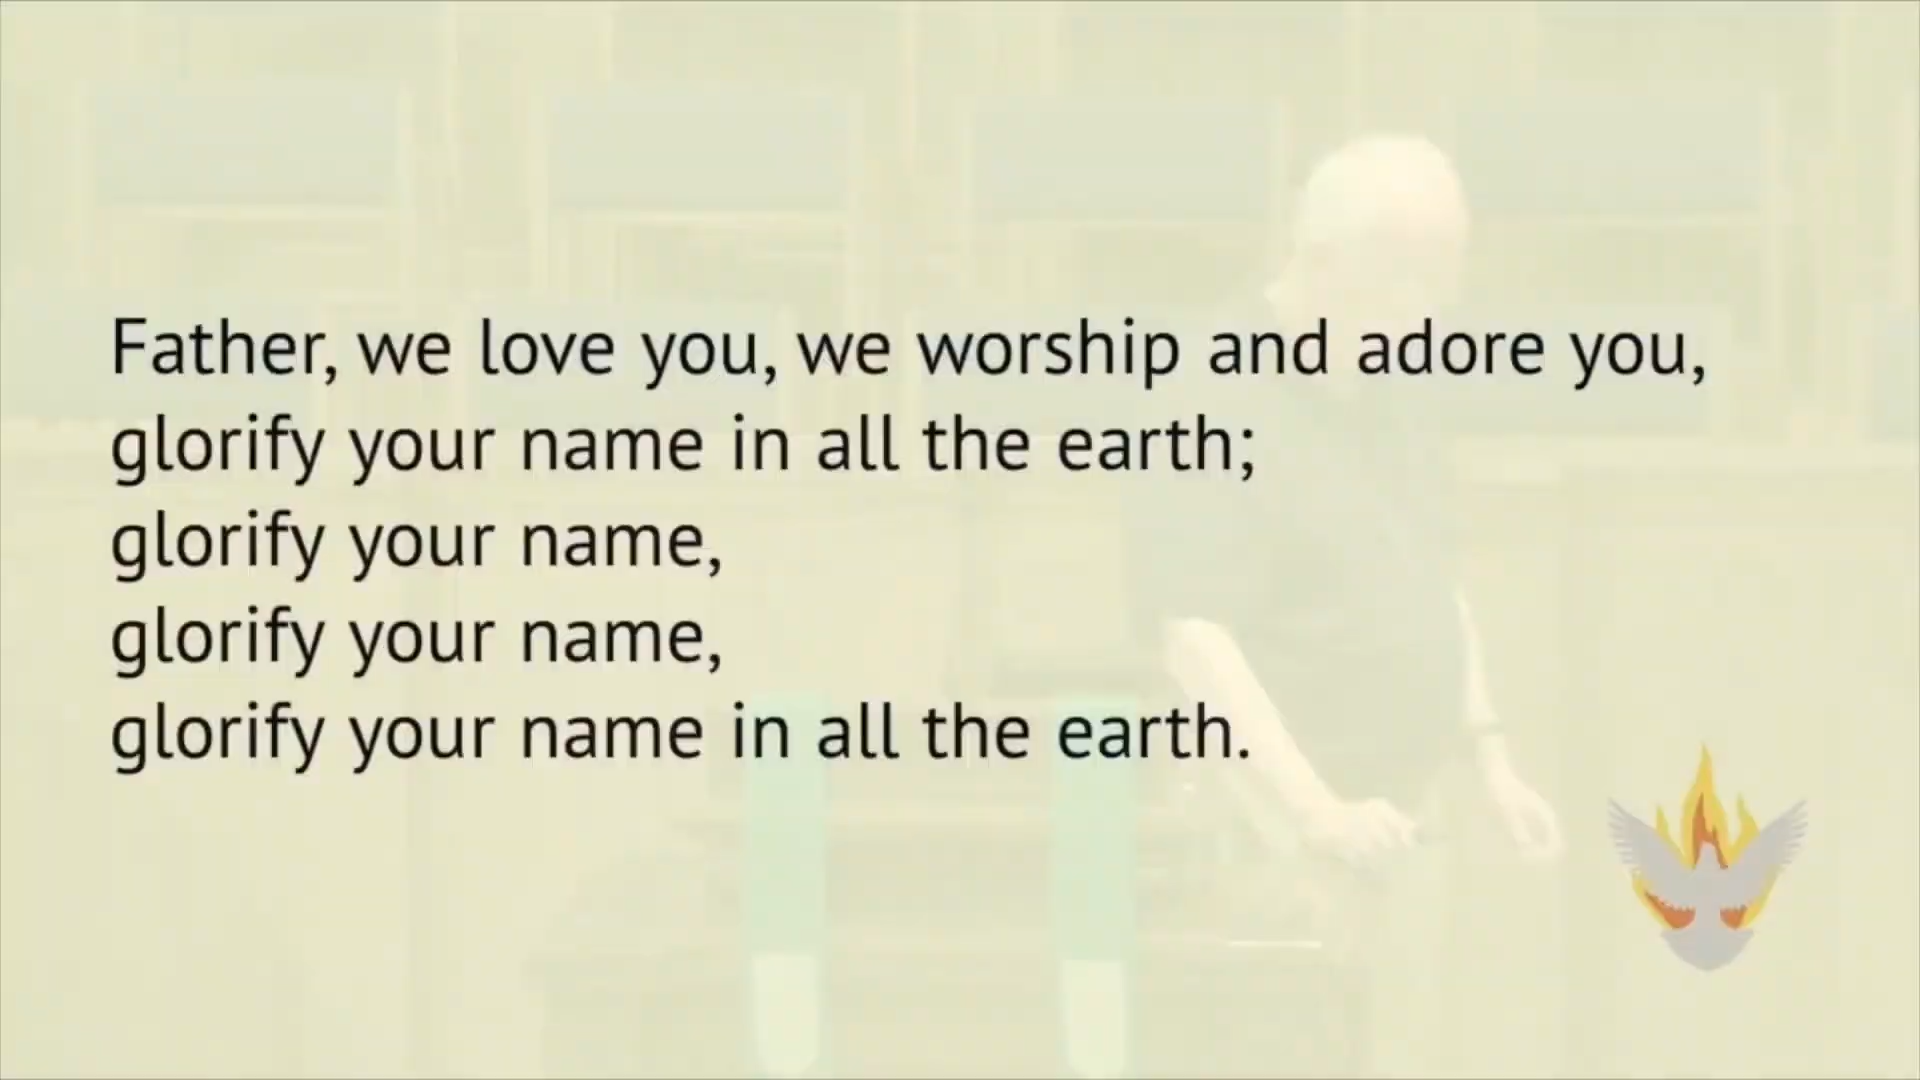 Father, we love you, we worship and adore you,
glorify your name in all the earth;
glorify your name,
glorify your name,
glorify your name in all the earth.